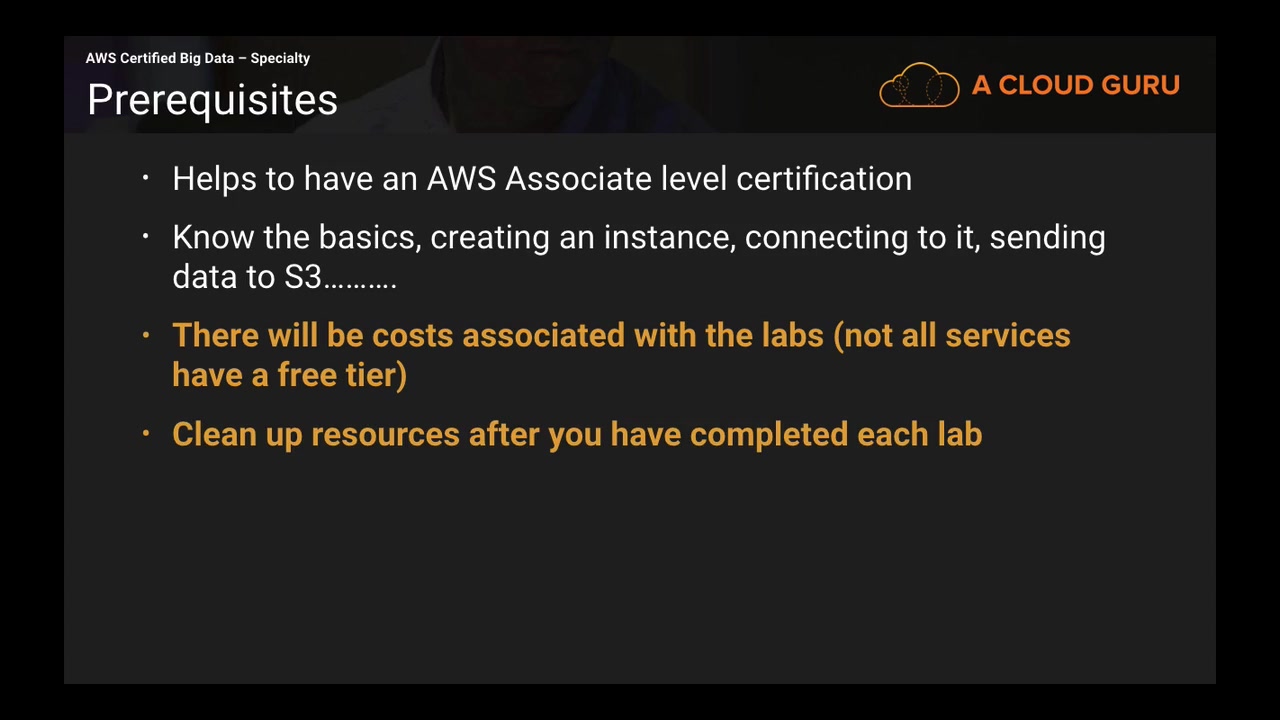 AWS Certified Big Data – Specialty
Prerequisites
A CLOUD GURU
• Helps to have an AWS Associate level certification
• Know the basics, creating an instance, connecting to it, sending
data to S3……….
• There will be costs associated with the labs (not all services
have a free tier)
• Clean up resources after you have completed each lab